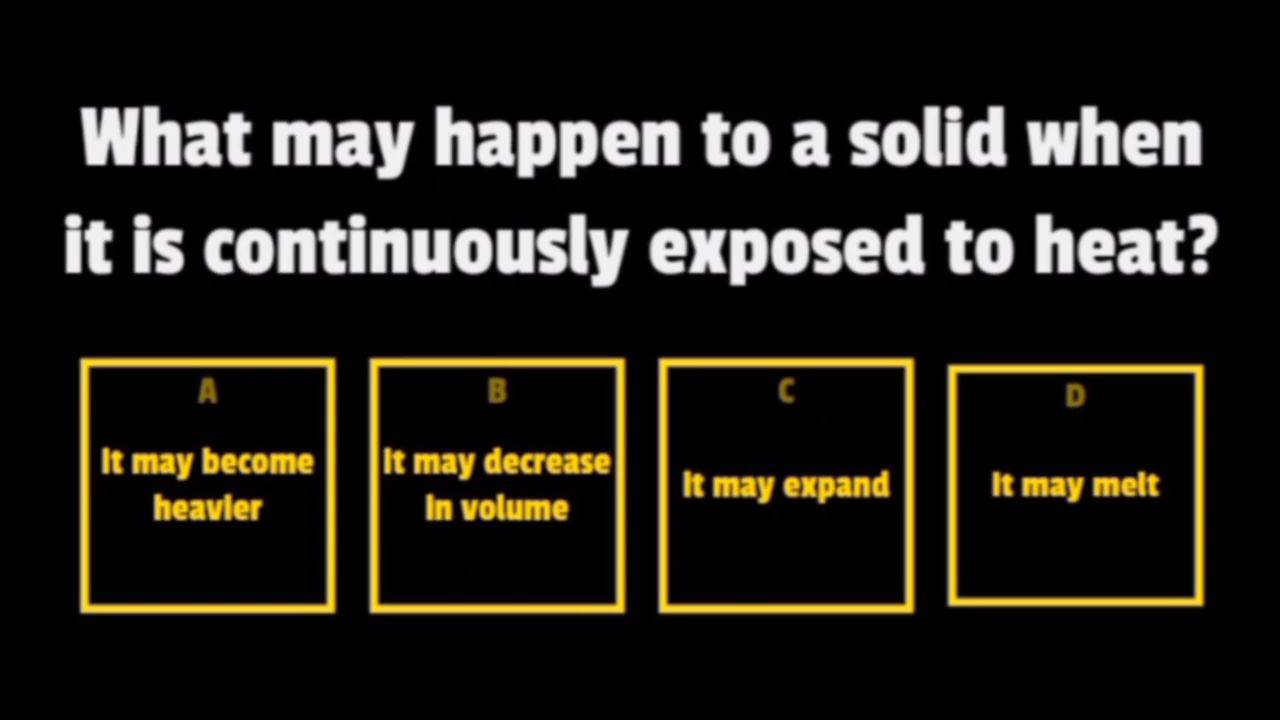 What may happen to a solid when
it is continuously exposed to heat?
A
It may become
heavier
B
It may decrease
in volume
C
It may expand
D
It may melt